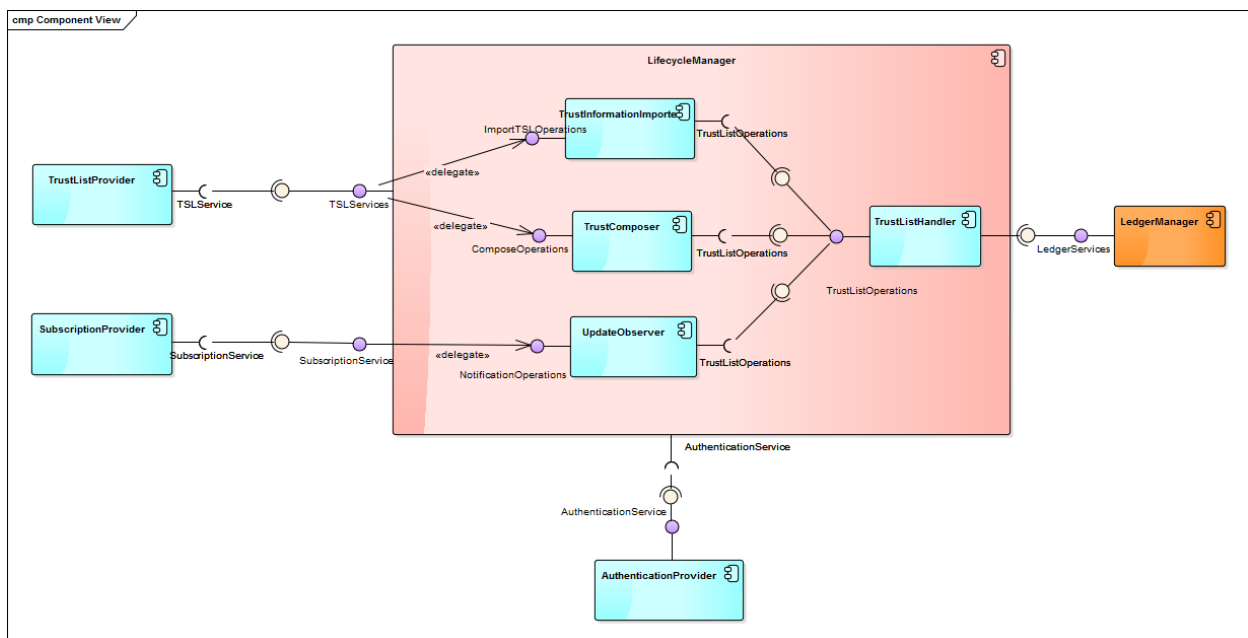 cmp Component View
LifecycleManager
TrustInformationImporte
ImportTSLOperations
TrustListOperations
«delegate»
TrustListProvider
TSLService
TSLServices
«delegate»
TrustComposer
ComposeOperations
TrustListOperations
TrustListHandler
TrustListOperations
LedgerManager
LedgerServices
SubscriptionProvider
SubscriptionService
SubscriptionService
«delegate»
UpdateObserver
NotificationOperations
TrustListOperations
AuthenticationService
AuthenticationService
AuthenticationProvider